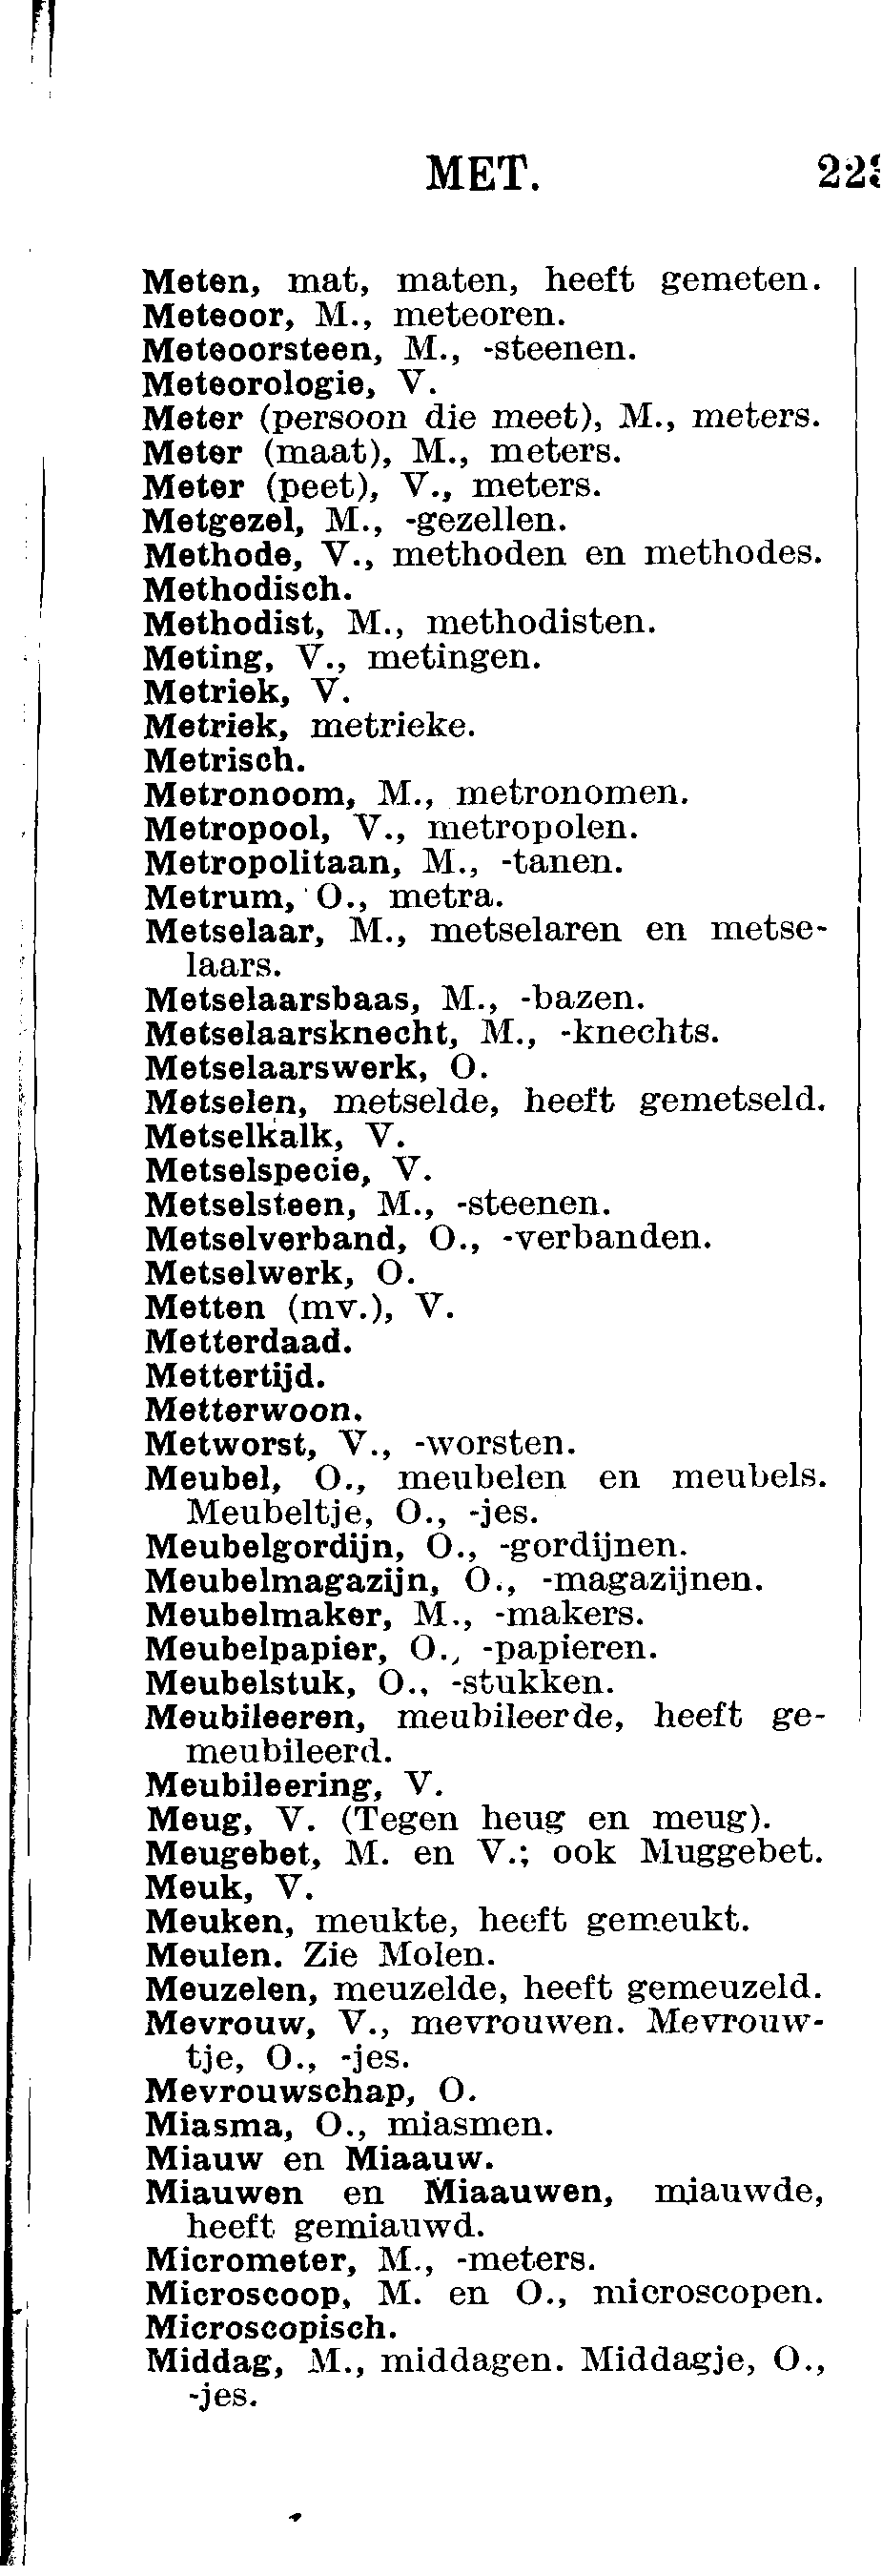 MET.
223
Meten, mat, maten, heeft gemeten.
Meteoor, M., meteoren.
Meteoorsteen, M., -steenen.
Meteorologie, V.
Meter (persoon die meet), M., meters.
Meter (maat), M., meters.
Meter (peet), V., meters.
Metgezel, M., -gezellen.
Methode, V., methoden en methodes.
Methodisch.
Methodist, M., methodisten.
Meting, V., metingen.
Metriek, V.
Metriek, metrieke.
Metrisch.
Metronoom, M., metronomen.
Metropool, V., metropolen.
Metropolitaan, M., -tanen.
Metrum, O., metra.
Metselaar, M., metselaren en metse-
laars.
Metselaarsbaas, M., -bazen.
Metselaarsknecht, M., -knechts.
Metselaarswerk, O.
Metselen, metselde, heeft gemetseld.
Metselkalk, V.
Metselspecie, V.
Metselsteen, M., -steenen.
Metselverband, O., -verbanden.
Metselwerk, O.
Metten (mv.), V.
Metterdaad.
Mettertijd.
Metterwoon.
Metworst, V., -worsten.
Meubel, O., meubelen en meubels.
Meubeltje, O., -jes.
Meubelgordijn, O., -gordijnen.
Meubelmagazijn, O., -magazijnen.
Meubelmaker, M., -makers.
Meubelpapier, O., -papieren.
Meubelstuk, O., -stukken.
Meubileeren, meubileerde, heeft ge-
meubileerd.
Meubileering, V.
Meug, V. (Tegen heug en meug).
Meugebet, M. en V.; ook Muggebet.
Meuk, V.
Meuken, meukte, heeft gemeukt.
Meulen. Zie Molen.
Meuzelen, meuzelde, heeft gemeuzeld.
Mevrouw, V., mevrouwen. Mevrouw-
tje, O., -jes.
Mevrouwschap, O.
Miasma, O., miasmen.
Miauw en Miaauw.
Miauwen en Miaauwen, miauwde,
heeft gemiauwd.
Micrometer, M., -meters.
Microscoop, M. en O., microscopen.
Microscopisch.
Middag, M., middagen. Middagje, O.,
-jes.